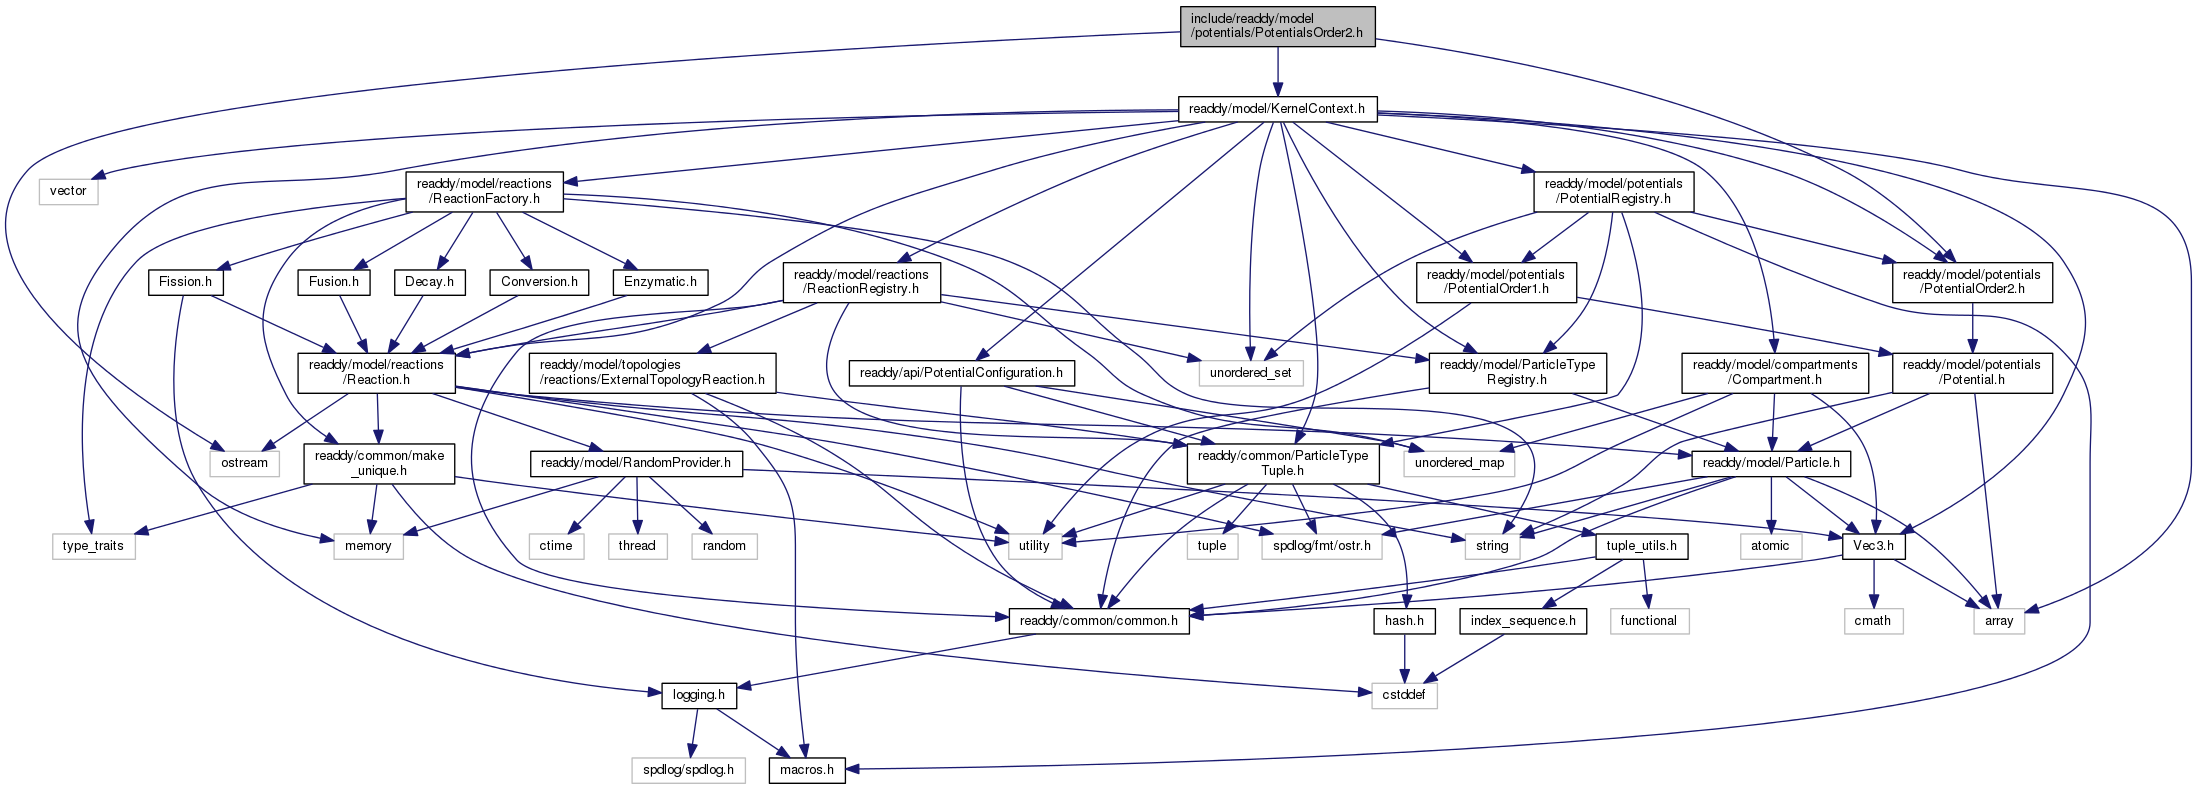 include/readdy/model
/potentials/PotentialsOrder2.h
readdy/model/KernelContext.h
vector
readdy/model/reactions
/ReactionFactory.h
readdy/model/potentials
/PotentialRegistry.h
Fission.h
Fusion.h
Decay.h
Conversion.h
Enzymatic.h
readdy/model/reactions
/ReactionRegistry.h
readdy/model/potentials
/PotentialOrder1.h
readdy/model/potentials
/PotentialOrder2.h
readdy/model/reactions
/Reaction.h
readdy/model/topologies
/reactions/ExternalTopologyReaction.h
readdy/api/PotentialConfiguration.h
unordered_set
readdy/model/ParticleType
Registry.h
readdy/model/compartments
/Compartment.h
readdy/model/potentials
/Potential.h
ostream
readdy/common/make
_unique.h
readdy/model/RandomProvider.h
readdy/common/ParticleType
Tuple.h
unordered_map
readdy/model/Particle.h
type_traits
memory
ctime
thread
random
utility
tuple
spdlog/fmt/ostr.h
string
tuple_utils.h
atomic
Vec3.h
readdy/common/common.h
hash.h
index_sequence.h
functional
cmath
array
logging.h
cstddef
spdlog/spdlog.h
macros.h